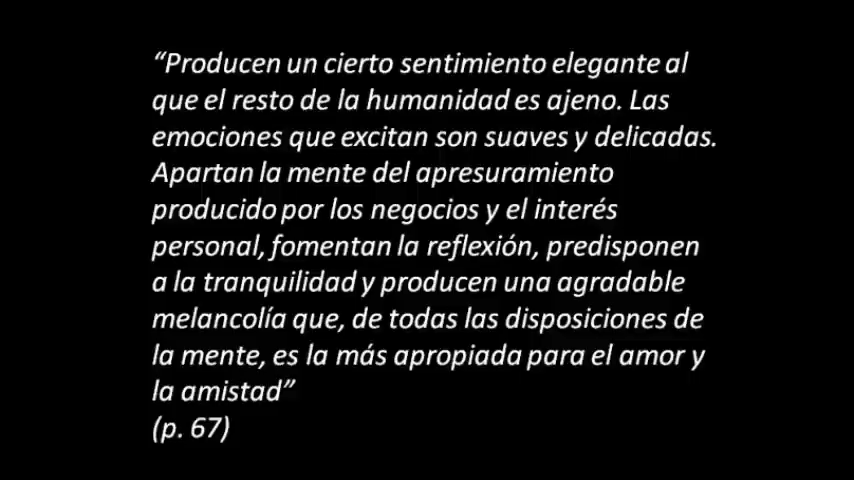 “Producen un cierto sentimiento elegante al
que el resto de la humanidad es ajeno. Las
emociones que excitan son suaves y delicadas.
Apartan la mente del apresuramiento
producido por los negocios y el interés
personal, fomentan la reflexión, predisponen
a la tranquilidad y producen una agradable
melancolía que, de todas las disposiciones de
la mente, es la más apropiada para el amor y
la amistad”
(p. 67)